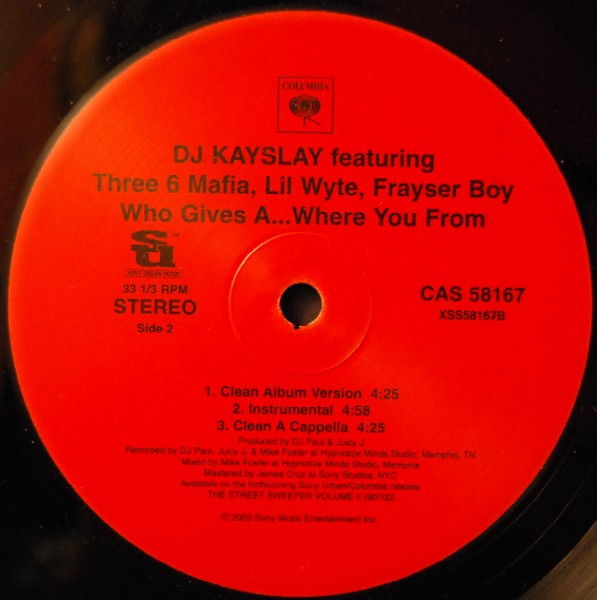 COLUMBIA
DJ KAYSLAY featuring
Three 6 Mafia, Lil Wyte, Frayser Boy
Who Gives A...Where You From
su™
SONY URBAN MUSIC
33 1/3 RPM
STEREO
Side 2
CAS 58167
XSS58167B
1. Clean Album Version 4:25
2. Instrumental 4:58
3. Clean A Cappella 4:25
Produced by DJ Paul & Juicy J
Recorded by DJ Paul, Juicy J, & Mike Foster at Hypnotize Minds Studio, Memphis, TN
Mixed by Mike Foster at Hypnotize Minds Studio, Memphis
Mastered by James Cruz at Sony Studios, NYC
Available on the forthcoming Sony Urban/Columbia release
THE STREET SWEEPER VOLUME II (90700)
© 2003 Sony Music Entertainment Inc.